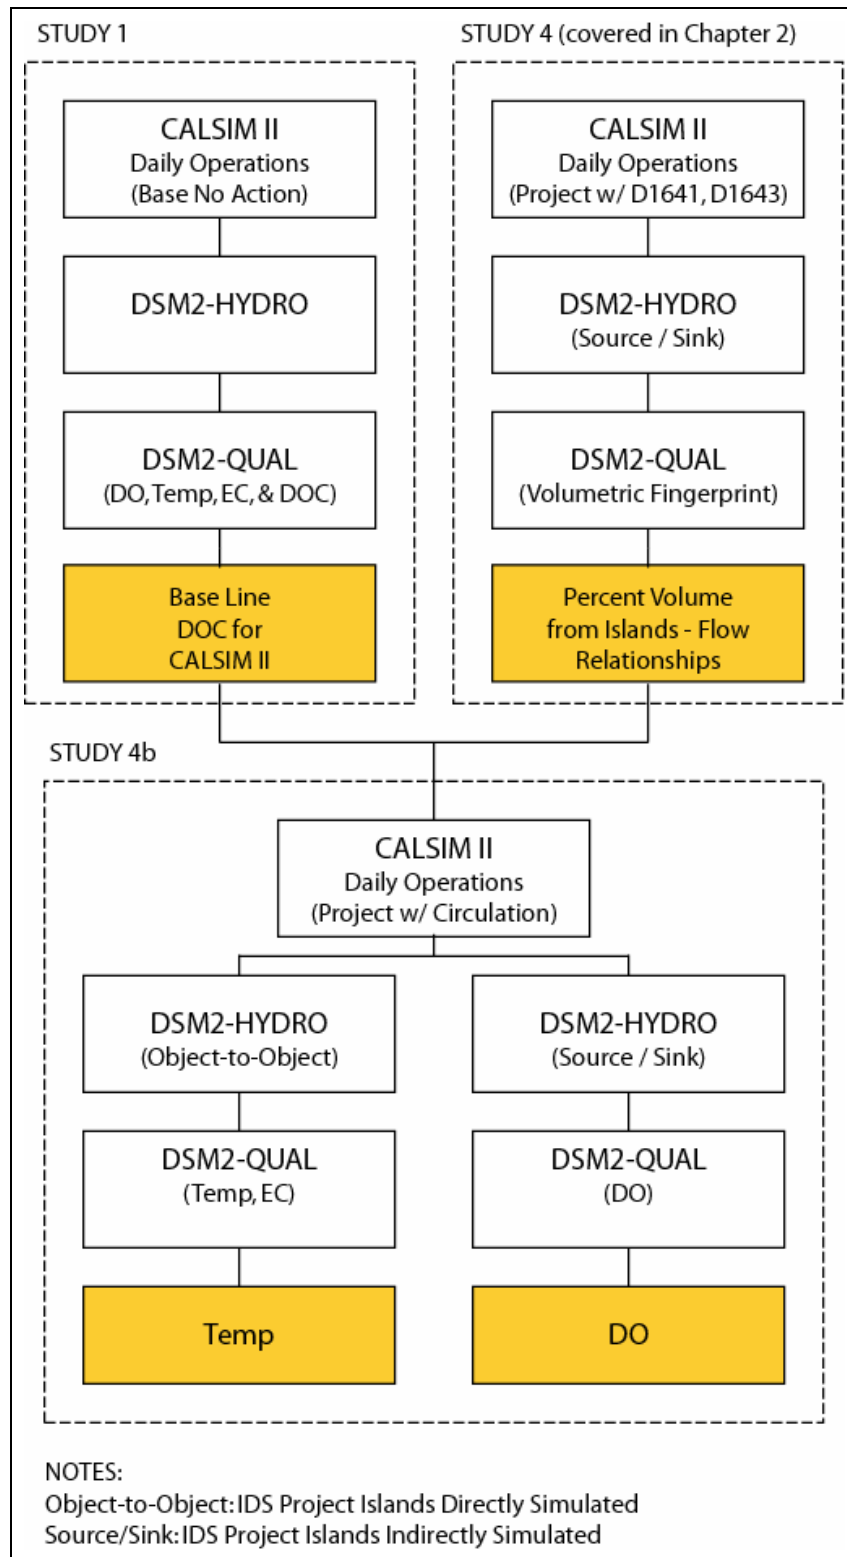 STUDY 1
CALSIM II
Daily Operations
(Base No Action)
DSM2-HYDRO
DSM2-QUAL
(DO, Temp, EC, & DOC)
Base Line
DOC for
CALSIM II
STUDY 4 (covered in Chapter 2)
CALSIM II
Daily Operations
(Project w/ D1641, D1643)
DSM2-HYDRO
(Source / Sink)
DSM2-QUAL
(Volumetric Fingerprint)
Percent Volume
from Islands - Flow
Relationships
STUDY 4b
CALSIM II
Daily Operations
(Project w/ Circulation)
DSM2-HYDRO
(Object-to-Object)
DSM2-QUAL
(Temp, EC)
Temp
DSM2-HYDRO
(Source / Sink)
DSM2-QUAL
(DO)
DO
NOTES:
Object-to-Object: IDS Project Islands Directly Simulated
Source/Sink: IDS Project Islands Indirectly Simulated